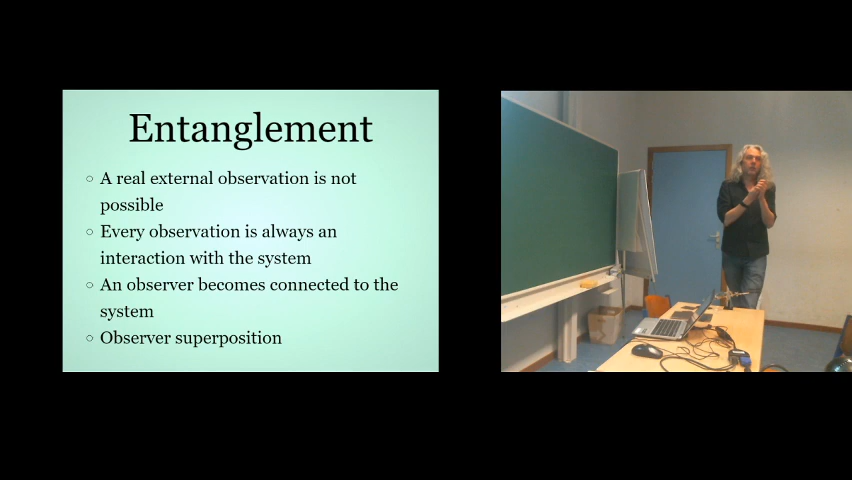 Entanglement
○ A real external observation is not
possible
○ Every observation is always an
interaction with the system
○ An observer becomes connected to the
system
○ Observer superposition